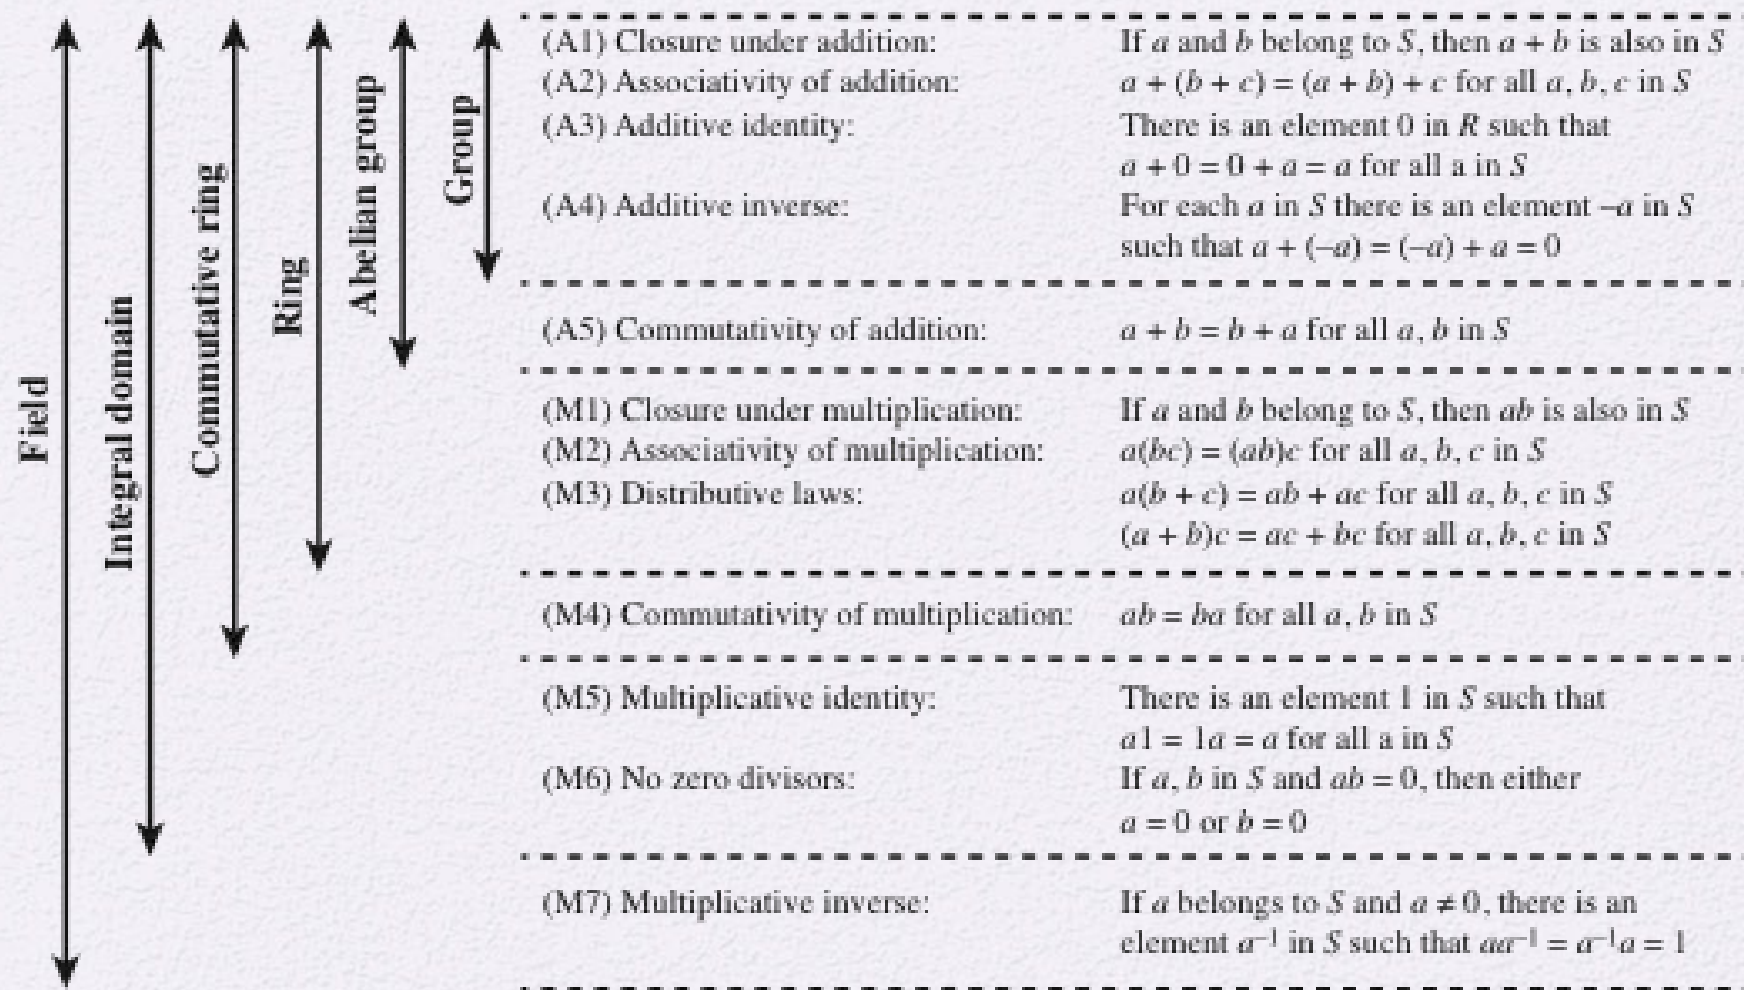 Field
Integral domain
Commutative ring
Ring
Abelian group
Group
(A1) Closure under addition: If a and b belong to S, then a + b is also in S
(A2) Associativity of addition: a + (b + c) = (a + b) + c for all a, b, c in S
(A3) Additive identity: There is an element 0 in R such that
a + 0 = 0 + a = a for all a in S
(A4) Additive inverse: For each a in S there is an element –a in S
such that a + (–a) = (–a) + a = 0
(A5) Commutativity of addition: a + b = b + a for all a, b in S
(M1) Closure under multiplication: If a and b belong to S, then ab is also in S
(M2) Associativity of multiplication: a(bc) = (ab)c for all a, b, c in S
(M3) Distributive laws: a(b + c) = ab + ac for all a, b, c in S
(a + b)c = ac + bc for all a, b, c in S
(M4) Commutativity of multiplication: ab = ba for all a, b in S
(M5) Multiplicative identity: There is an element 1 in S such that
a1 = 1a = a for all a in S
(M6) No zero divisors: If a, b in S and ab = 0, then either
a = 0 or b = 0
(M7) Multiplicative inverse: If a belongs to S and a ≠ 0, there is an
element a⁻¹ in S such that aa⁻¹ = a⁻¹a = 1